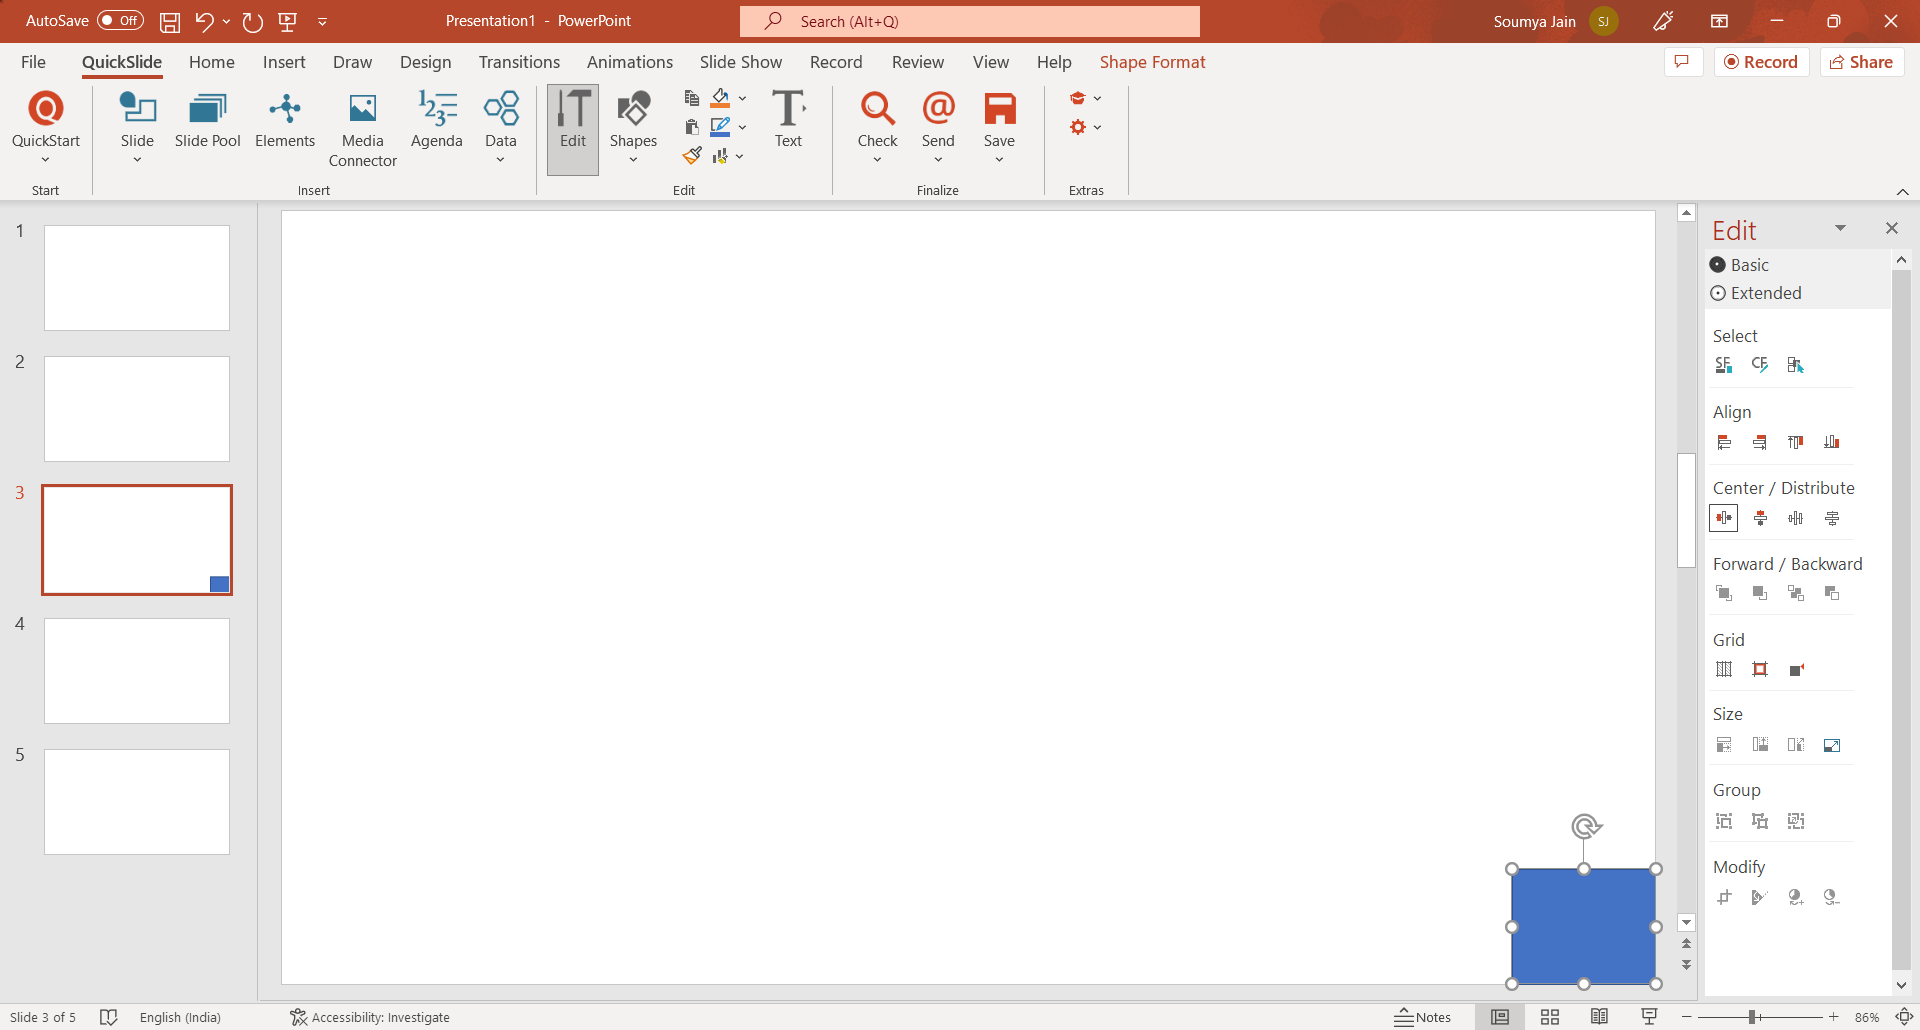 AutoSave Off Presentation1 - PowerPoint Search (Alt+Q) Soumya Jain SJ
File QuickSlide Home Insert Draw Design Transitions Animations Slide Show Record Review View Help Shape Format Record Share
QuickStart
Start
Slide
Slide Pool
Elements
Media
Connector
Agenda
Data
Insert
Edit
Shapes
Text
Edit
Check
Send
Save
Finalize
Extras
1
2
3
4
5
Edit
Basic
Extended
Select
SF CF
Align
Center / Distribute
Forward / Backward
Grid
Size
Group
Modify
Slide 3 of 5 English (India) Accessibility: Investigate Notes 86%